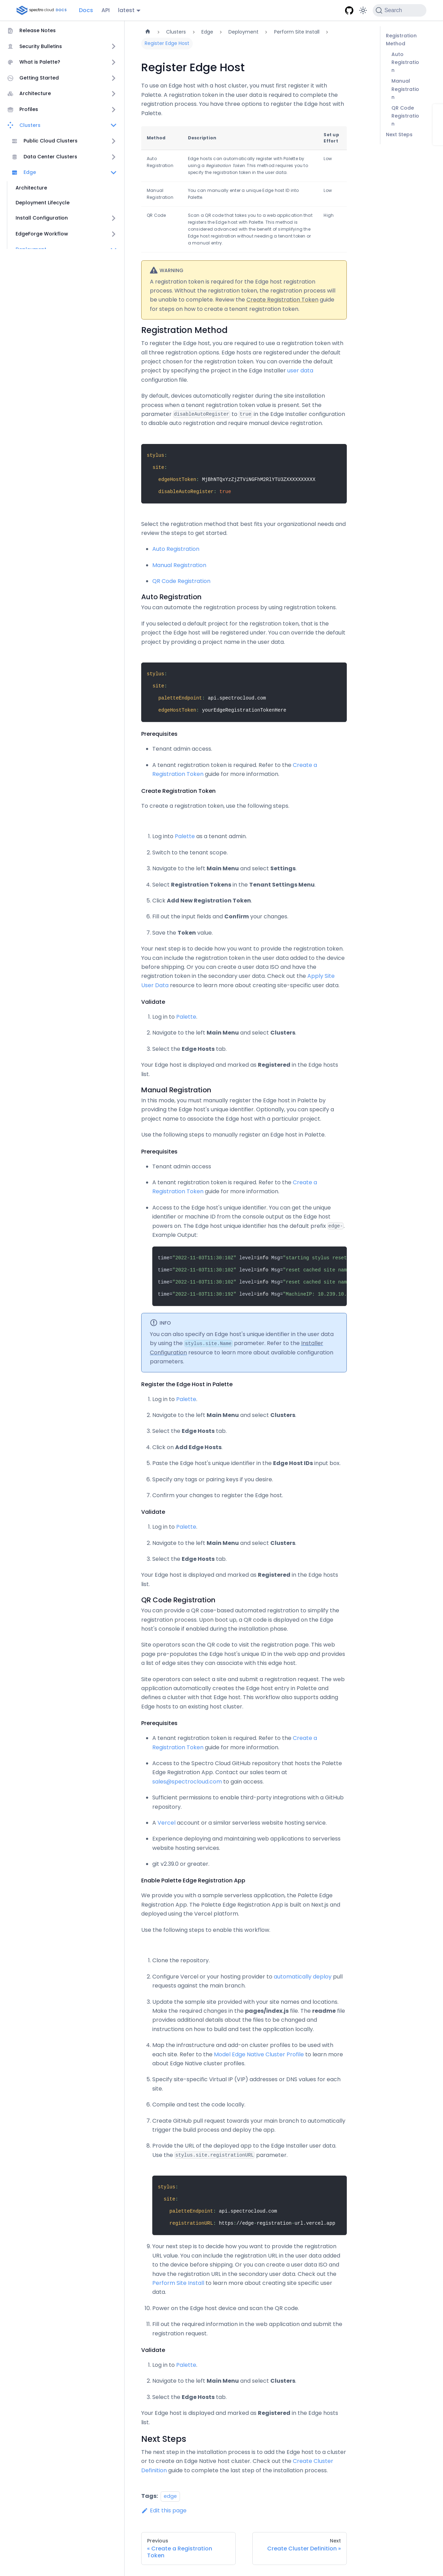 spectrocloud DOCS
Docs
API
latest
Search
Release Notes
Security Bulletins
What is Palette?
Getting Started
Architecture
Profiles
Clusters
Public Cloud Clusters
Data Center Clusters
Edge
Architecture
Deployment Lifecycle
Install Configuration
EdgeForge Workflow
Deployment
Clusters > Edge > Deployment > Perform Site Install >
Register Edge Host
Register Edge Host
To use an Edge host with a host cluster, you must first register it with
Palette. A registration token in the user data is required to complete a
registration process. You have three options to register the Edge host with
Palette.
Method Description Set up Effort
Auto Registration Edge hosts can automatically register with Palette by using a Registration token. This method requires you to specify the registration token in the user data. Low
Manual Registration You can manually enter a unique Edge host ID into Palette. Low
QR Code Scan a QR code that takes you to a web application that registers the Edge host with Palette. This method is considered advanced with the benefit of simplifying the Edge host registration without needing a tenant token or a manual entry. High
WARNING
A registration token is required for the Edge host registration
process. Without the registration token, the registration process will
be unable to complete. Review the Create Registration Token guide
for steps on how to create a tenant registration token.
Registration Method
To register the Edge host, you are required to use a registration token with
all three registration options. Edge hosts are registered under the default
project chosen for the registration token. You can override the default
project by specifying the project in the Edge Installer user data
configuration file.
By default, devices automatically register during the site installation
process when a tenant registration token value is present. Set the
parameter disableAutoRegister to true in the Edge Installer configuration
to disable auto registration and require manual device registration.
stylus:
site:
edgeHostToken: MjBhNTQxYzZjZTViNGFhM2RlYTU3ZXXXXXXXXXX
disableAutoRegister: true
Select the registration method that best fits your organizational needs and
review the steps to get started.
Auto Registration
Manual Registration
QR Code Registration
Auto Registration
You can automate the registration process by using registration tokens.
If you selected a default project for the registration token, that is the
project the Edge host will be registered under. You can override the default
project by providing a project name in the user data.
stylus:
site:
paletteEndpoint: api.spectrocloud.com
edgeHostToken: yourEdgeRegistrationTokenHere
Prerequisites
Tenant admin access.
A tenant registration token is required. Refer to the Create a
Registration Token guide for more information.
Create Registration Token
To create a registration token, use the following steps.
1. Log into Palette as a tenant admin.
2. Switch to the tenant scope.
3. Navigate to the left Main Menu and select Settings.
4. Select Registration Tokens in the Tenant Settings Menu.
5. Click Add New Registration Token.
6. Fill out the input fields and Confirm your changes.
7. Save the Token value.
Your next step is to decide how you want to provide the registration token.
You can include the registration token in the user data added to the device
before shipping. Or you can create a user data ISO and have the
registration token in the secondary user data. Check out the Apply Site
User Data resource to learn more about creating site-specific user data.
Validate
1. Log in to Palette.
2. Navigate to the left Main Menu and select Clusters.
3. Select the Edge Hosts tab.
Your Edge host is displayed and marked as Registered in the Edge hosts
list.
Manual Registration
In this mode, you must manually register the Edge host in Palette by
providing the Edge host's unique identifier. Optionally, you can specify a
project name to associate the Edge host with a particular project.
Use the following steps to manually register an Edge host in Palette.
Prerequisites
Tenant admin access
A tenant registration token is required. Refer to the Create a
Registration Token guide for more information.
Access to the Edge host's unique identifier. You can get the unique
identifier or machine ID from the console output as the Edge host
powers on. The Edge host unique identifier has the default prefix edge-.
Example Output:
time="2022-11-03T11:30:10Z" level=info Msg="starting stylus reset
time="2022-11-03T11:30:10Z" level=info Msg="reset cached site nam
time="2022-11-03T11:30:10Z" level=info Msg="reset cached site nam
time="2022-11-03T11:30:10Z" level=info Msg="MachineIP: 10.239.10.
INFO
You can also specify an Edge host's unique identifier in the user data
by using the stylus.site.Name parameter. Refer to the Installer
Configuration resource to learn more about available configuration
parameters.
Register the Edge Host in Palette
1. Log in to Palette.
2. Navigate to the left Main Menu and select Clusters.
3. Select the Edge Hosts tab.
4. Click on Add Edge Hosts.
5. Paste the Edge host's unique identifier in the Edge Host IDs input box.
6. Specify any tags or pairing keys if you desire.
7. Confirm your changes to register the Edge host.
Validate
1. Log in to Palette.
2. Navigate to the left Main Menu and select Clusters.
3. Select the Edge Hosts tab.
Your Edge host is displayed and marked as Registered in the Edge hosts
list.
QR Code Registration
You can provide a QR case-based automated registration to simplify the
registration process. Upon boot up, a QR code is displayed on the Edge
host's console if enabled during the installation phase.
Site operators scan the QR code to visit the registration page. This web
page pre-populates the Edge host's unique ID in the web app and provides
a list of edge sites they can associate with this Edge host.
Site operators can select a site and submit a registration request. The web
application automatically creates the Edge host entry in Palette and
defines a cluster with that Edge host. This workflow also supports adding
Edge hosts to an existing host cluster.
Prerequisites
A tenant registration token is required. Refer to the Create a
Registration Token guide for more information.
Access to the Spectro Cloud GitHub repository that hosts the Palette
Edge Registration App. Contact our sales team at
sales@spectrocloud.com to gain access.
Sufficient permissions to enable third-party integrations with a GitHub
repository.
A Vercel account or a similar serverless website hosting service.
Experience deploying and maintaining web applications to serverless
website hosting services.
git v2.39.0 or greater.
Enable Palette Edge Registration App
We provide you with a sample serverless application, the Palette Edge
Registration App. The Palette Edge Registration App is built on Next.js and
deployed using the Vercel platform.
Use the following steps to enable this workflow.
1. Clone the repository.
2. Configure Vercel or your hosting provider to automatically deploy pull
requests against the main branch.
3. Update the sample site provided with your site names and locations.
Make the required changes in the pages/index.js file. The readme file
provides additional details about the files to be modified and
instructions on how to build and test the application locally.
4. Map the infrastructure and add-on cluster profiles to be used with
each site. Refer to the Model Edge Native Cluster Profile to learn more
about Edge Native Cluster profiles.
5. Specify site-specific Virtual IP (VIP) addresses or DNS values for each
site.
6. Compile and test the code locally.
7. Create GitHub pull request towards your main branch to automatically
trigger the build process and deploy the app.
8. Provide the URL of the deployed app to the Edge Installer user data.
Use the stylus.site.registrationURL parameter.
stylus:
site:
paletteEndpoint: api.spectrocloud.com
registrationURL: https://edge-registration-url.vercel.app
9. Your next step is to decide how you want to provide the registration
URL value. You can include the registration URL in the user data added
to the device before shipping. Or you can create a user data ISO and
have the registration URL in the secondary user data. Check out the
Perform Site Install to learn more about creating site specific user
data.
10. Power on the Edge host device and scan the QR code.
11. Fill out the required information in the web application and submit the
registration request.
Validate
1. Log in to Palette.
2. Navigate to the left Main Menu and select Clusters.
3. Select the Edge Hosts tab.
Your Edge host is displayed and marked as Registered in the Edge hosts
list.
Next Steps
The next step in the installation process is to add the Edge host to a cluster
or to create an Edge Native host cluster. Check out the Create Cluster
Definition guide to complete the last step of the installation process.
Tags: edge
Edit this page
Previous
« Create a Registration
Token
Next
Create Cluster Definition »
Registration
Method
Auto
Registratio
n
Manual
Registratio
n
QR Code
Registratio
n
Next Steps